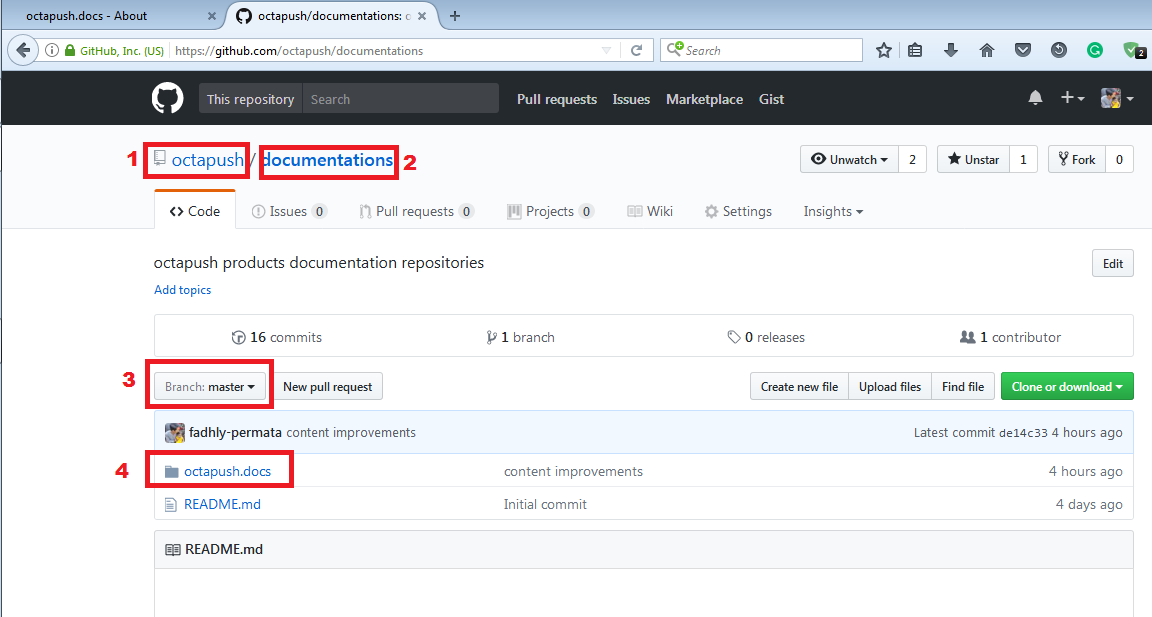 octapush.docs - About
octapush/documentations:
GitHub, Inc. (US) https://github.com/octapush/documentations Search 2
This repository Search Pull requests Issues Marketplace Gist
1 octapush / documentations 2 Unwatch 2 Unstar 1 Fork 0
Code Issues 0 Pull requests 0 Projects 0 Wiki Settings Insights
octapush products documentation repositories Edit
Add topics
16 commits 1 branch 0 releases 1 contributor
3 Branch: master New pull request Create new file Upload files Find file Clone or download
fadhly-permata content improvements Latest commit de14c33 4 hours ago
4 octapush.docs content improvements 4 hours ago
README.md Initial commit 4 days ago
README.md